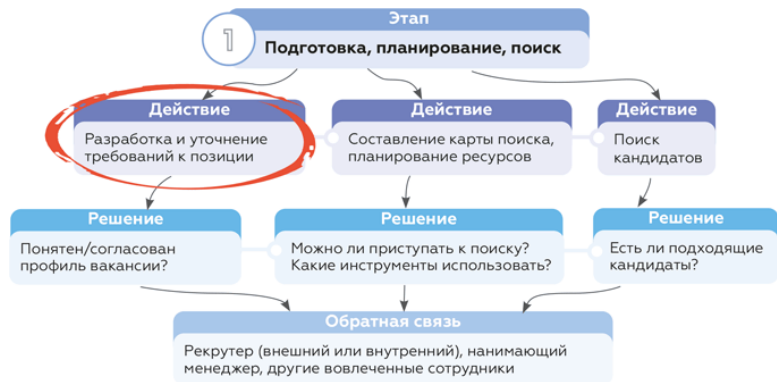 1
Этап
Подготовка, планирование, поиск
Действие
Разработка и уточнение
требований к позиции
Действие
Составление карты поиска,
планирование ресурсов
Действие
Поиск
кандидатов
Решение
Понятен/согласован
профиль вакансии?
Решение
Можно ли приступать к поиску?
Какие инструменты использовать?
Решение
Есть ли подходящие
кандидаты?
Обратная связь
Рекрутер (внешний или внутренний), нанимающий
менеджер, другие вовлеченные сотрудники